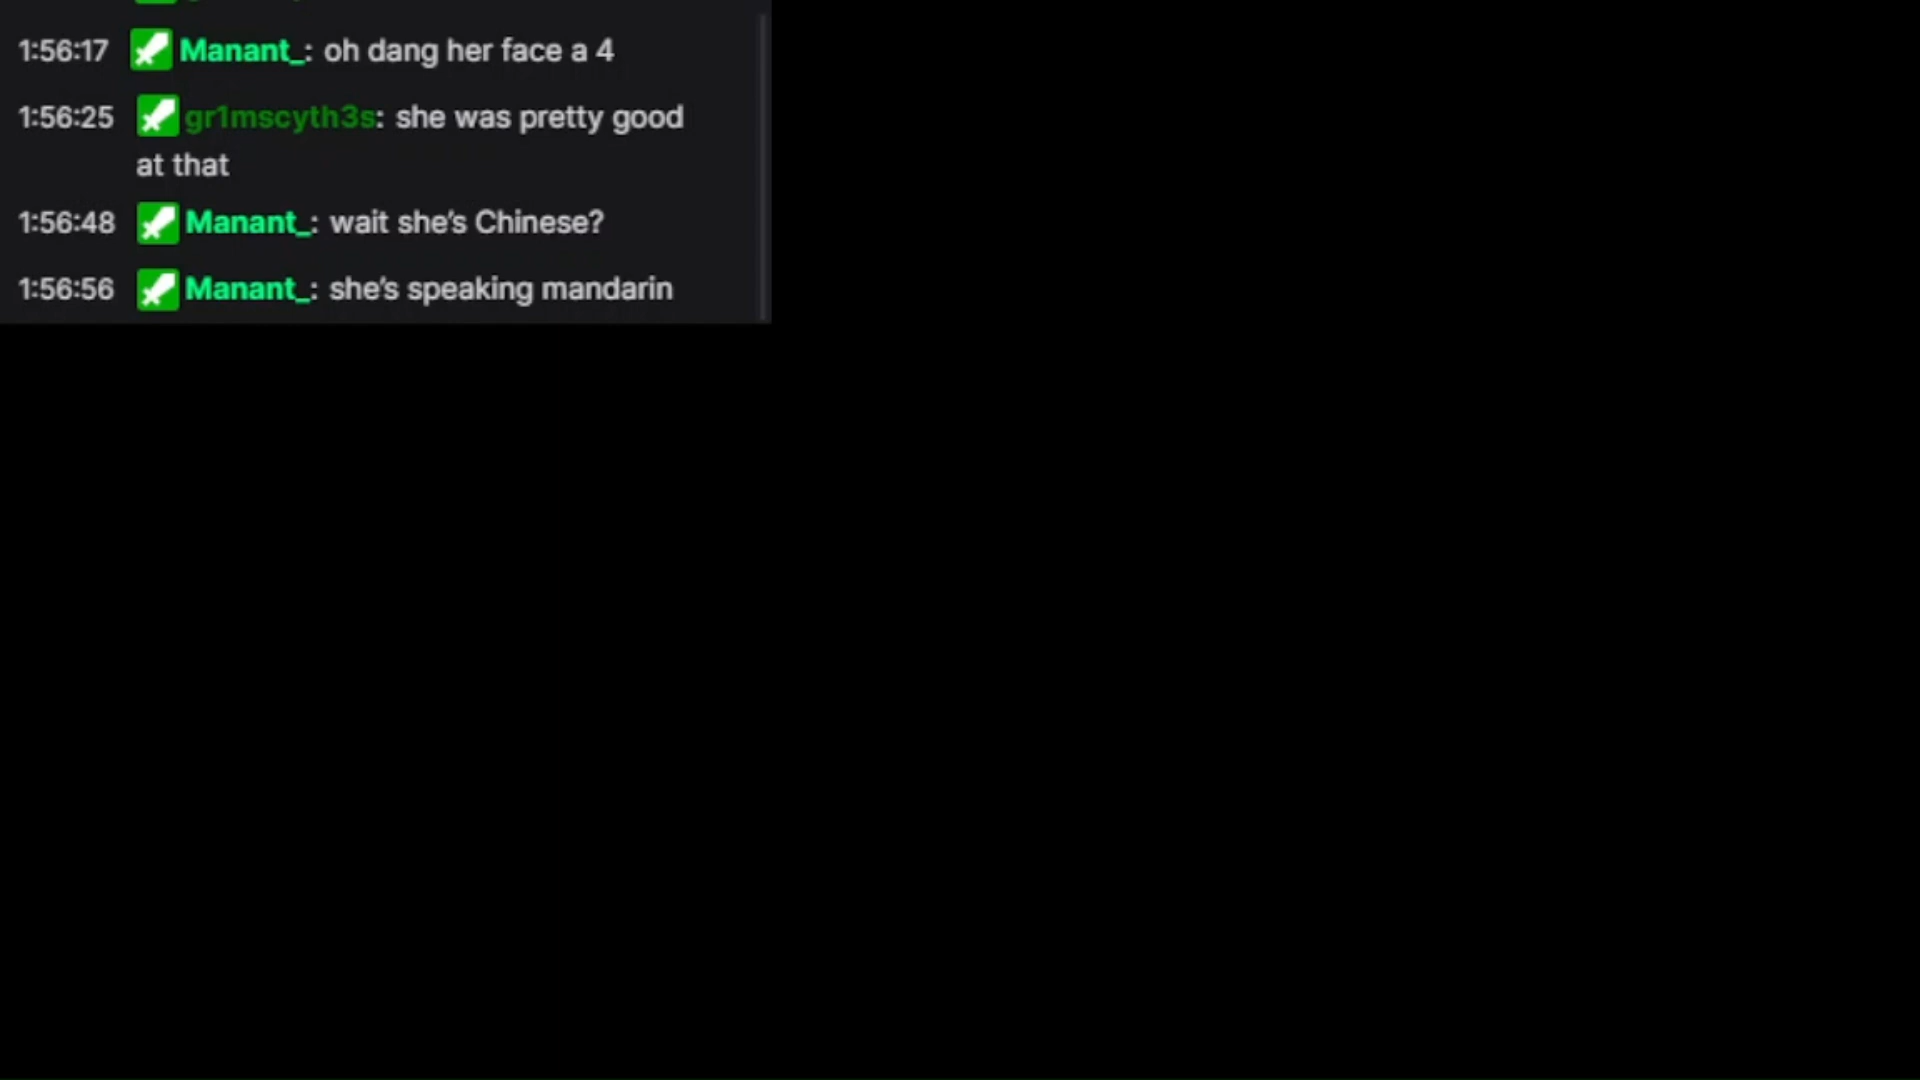 1:56:17 Manant_: oh dang her face a 4
1:56:25 gr1mscyth3s: she was pretty good
at that
1:56:48 Manant_: wait she's Chinese?
1:56:56 Manant_: she's speaking mandarin